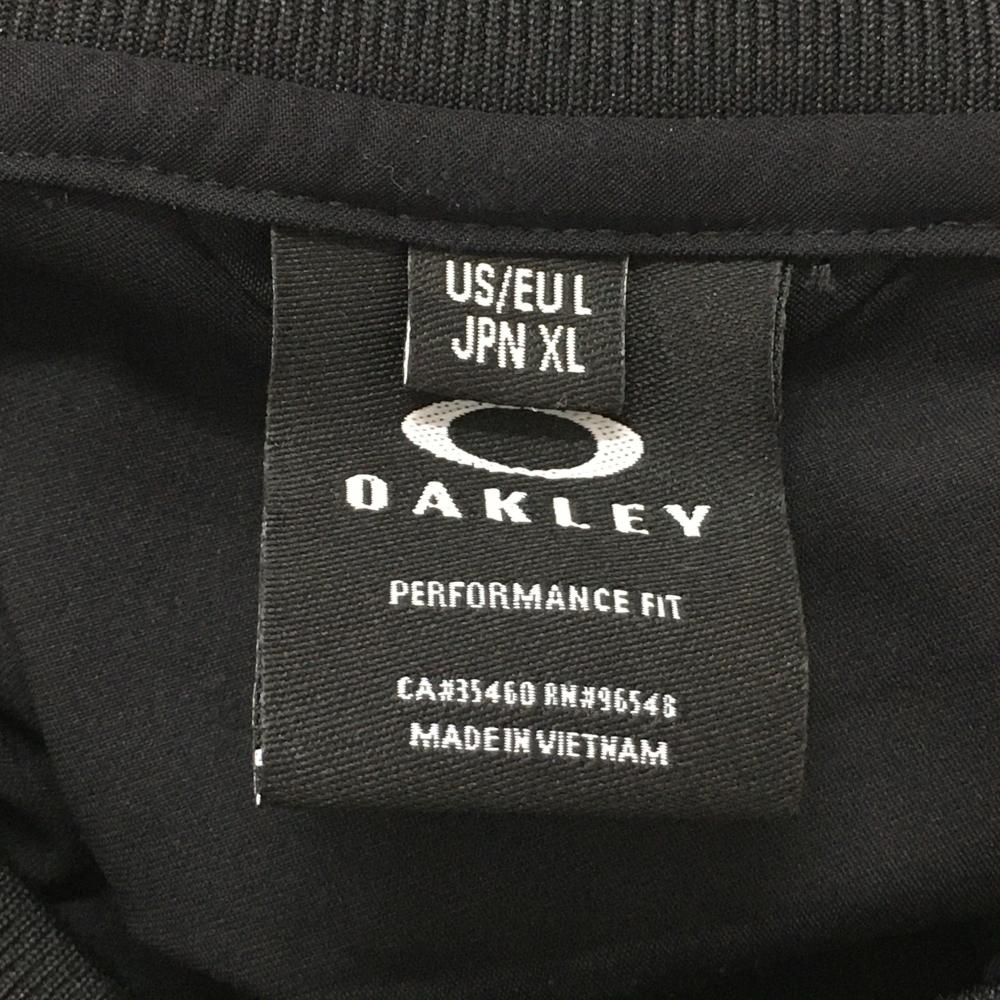 US/EU L
JPN XL
OAKLEY
PERFORMANCE FIT
CA#35460 RN#96548
MADE IN VIETNAM